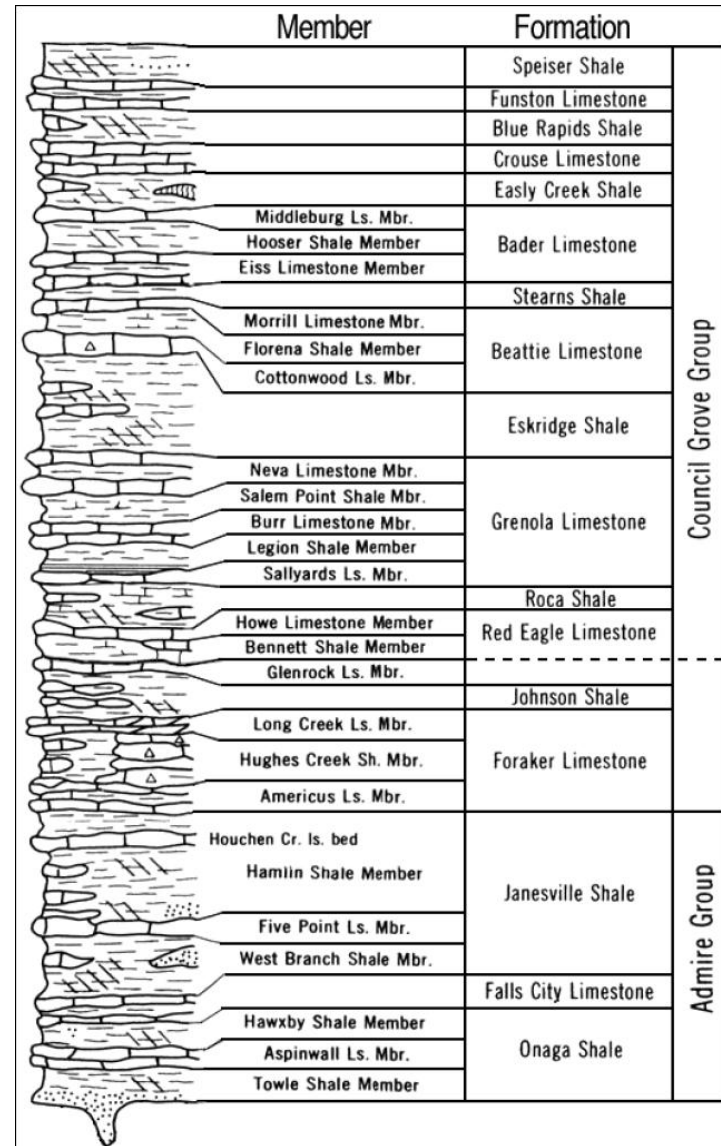 Member Formation
Speiser Shale
Funston Limestone
Blue Rapids Shale
Crouse Limestone
Easly Creek Shale
Middleburg Ls. Mbr.
Hooser Shale Member
Eiss Limestone Member
Bader Limestone
Stearns Shale
Morrill Limestone Mbr.
Florena Shale Member
Cottonwood Ls. Mbr.
Beattie Limestone
Eskridge Shale
Neva Limestone Mbr.
Salem Point Shale Mbr.
Burr Limestone Mbr.
Legion Shale Member
Sallyards Ls. Mbr.
Grenola Limestone
Roca Shale
Howe Limestone Member
Bennett Shale Member
Glenrock Ls. Mbr.
Red Eagle Limestone
Johnson Shale
Long Creek Ls. Mbr.
Hughes Creek Sh. Mbr.
Americus Ls. Mbr.
Foraker Limestone
Council Grove Group
Houchen Cr. ls. bed
Hamlin Shale Member
Five Point Ls. Mbr.
West Branch Shale Mbr.
Janesville Shale
Falls City Limestone
Hawxby Shale Member
Aspinwall Ls. Mbr.
Towle Shale Member
Onaga Shale
Admire Group